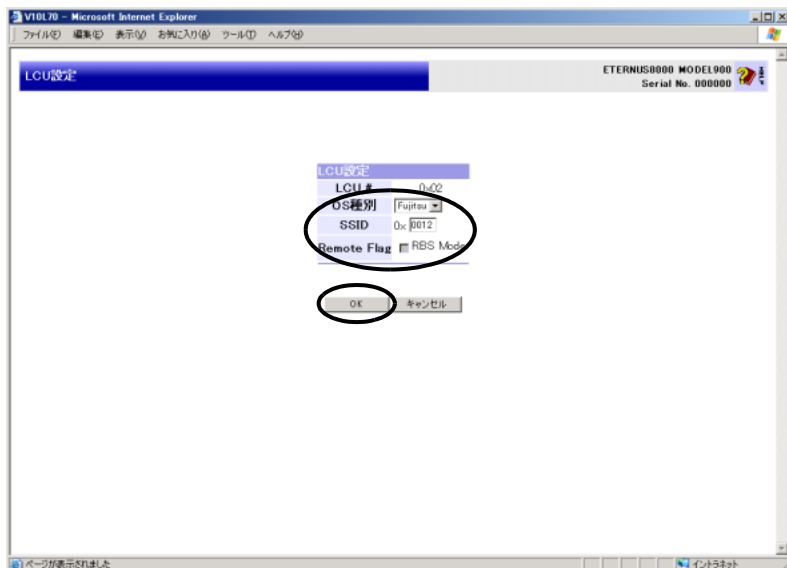 V10L70 - Microsoft Internet Explorer
ファイル(F) 編集(E) 表示(V) お気に入り(A) ツール(T) ヘルプ(H)
LCU設定
ETERNUS8000 MODEL900
Serial No. 000000
LCU設定
LCU # 0x02
OS種別 Fujitsu
SSID 0x 0012
Remote Flag RBS Mode
OK キャンセル
ページが表示されました イントラネット